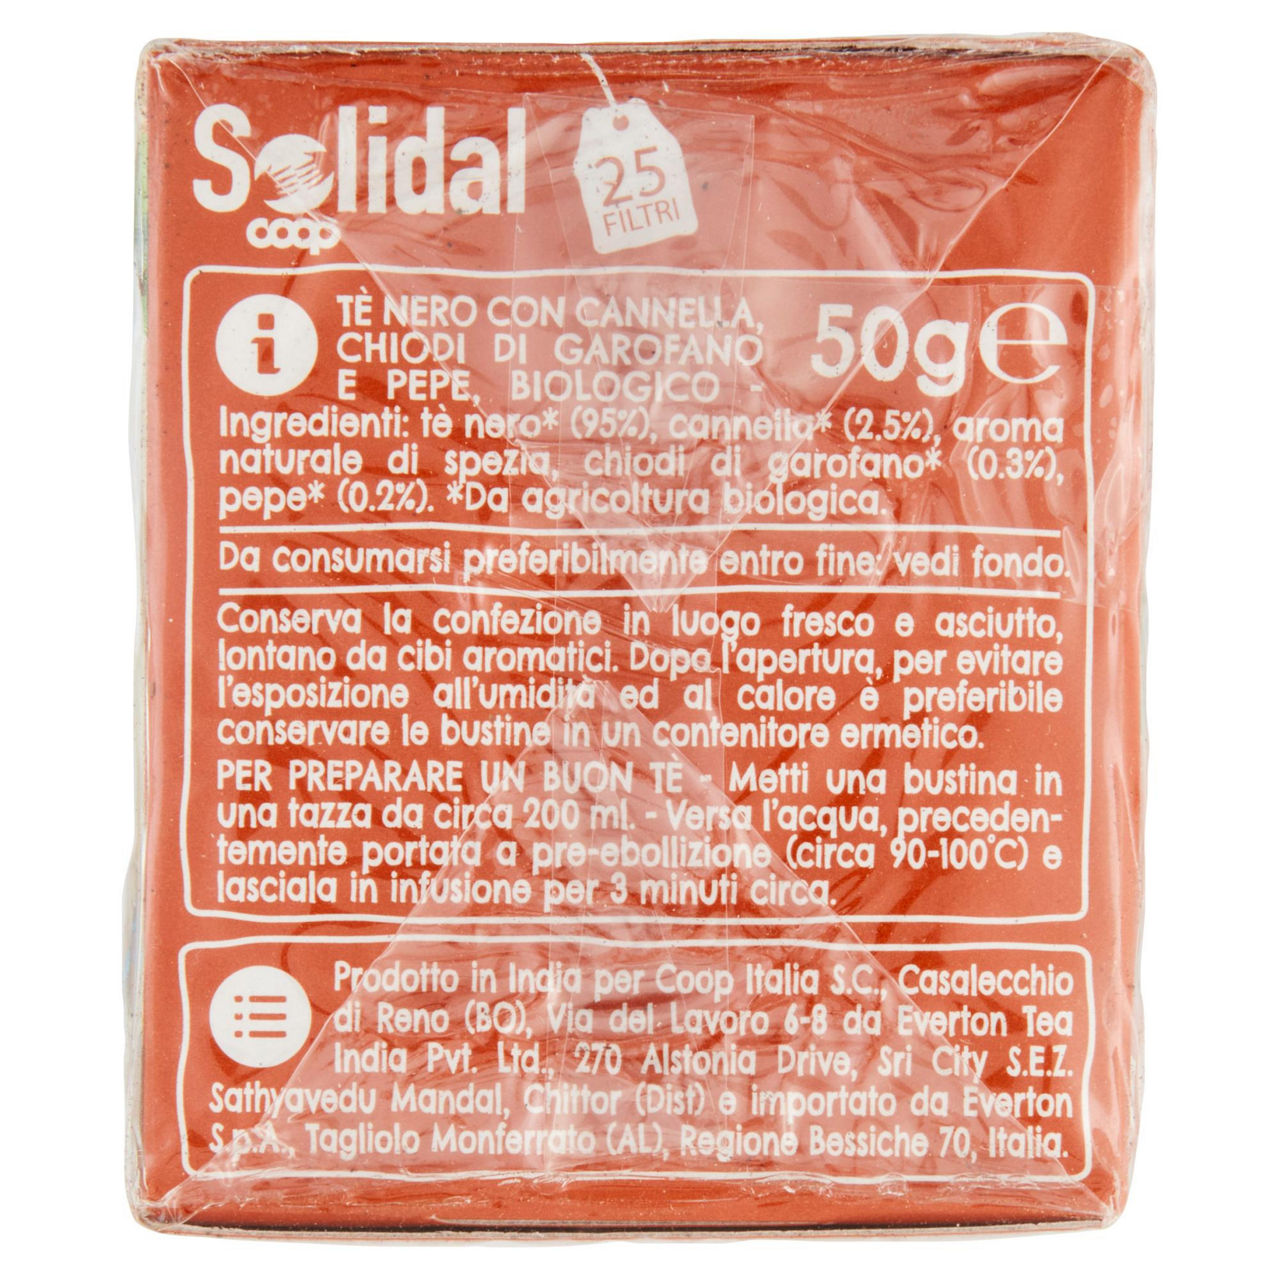 Solidal
coop
25
FILTRI
TÈ NERO CON CANNELLA,
CHIODI DI GAROFANO
E PEPE, BIOLOGICO -
50g℮
Ingredienti: tè nero* (95%), cannella* (2.5%), aroma
naturale di spezia, chiodi di garofano* (0.3%),
pepe* (0.2%). *Da agricoltura biologica.
Da consumarsi preferibilmente entro fine: vedi fondo.
Conserva la confezione in luogo fresco e asciutto,
lontano da cibi aromatici. Dopo l'apertura, per evitare
l'esposizione all'umidità ed al calore è preferibile
conservare le bustine in un contenitore ermetico.
PER PREPARARE UN BUON TÈ - Metti una bustina in
una tazza da circa 200 ml. - Versa l'acqua, preceden-
temente portata a pre-ebollizione (circa 90-100°C) e
lasciala in infusione per 3 minuti circa.
Prodotto in India per Coop Italia S.C., Casalecchio
di Reno (BO), Via del Lavoro 6-8 da Everton Tea
India Pvt. Ltd., 270 Alstonia Drive, Sri City S.E.Z.
Sathyavedu Mandal, Chittor (Dist) e importato da Everton
S.p.A. Tagliolo Monferrato (AL), Regione Bessiche 70, Italia.